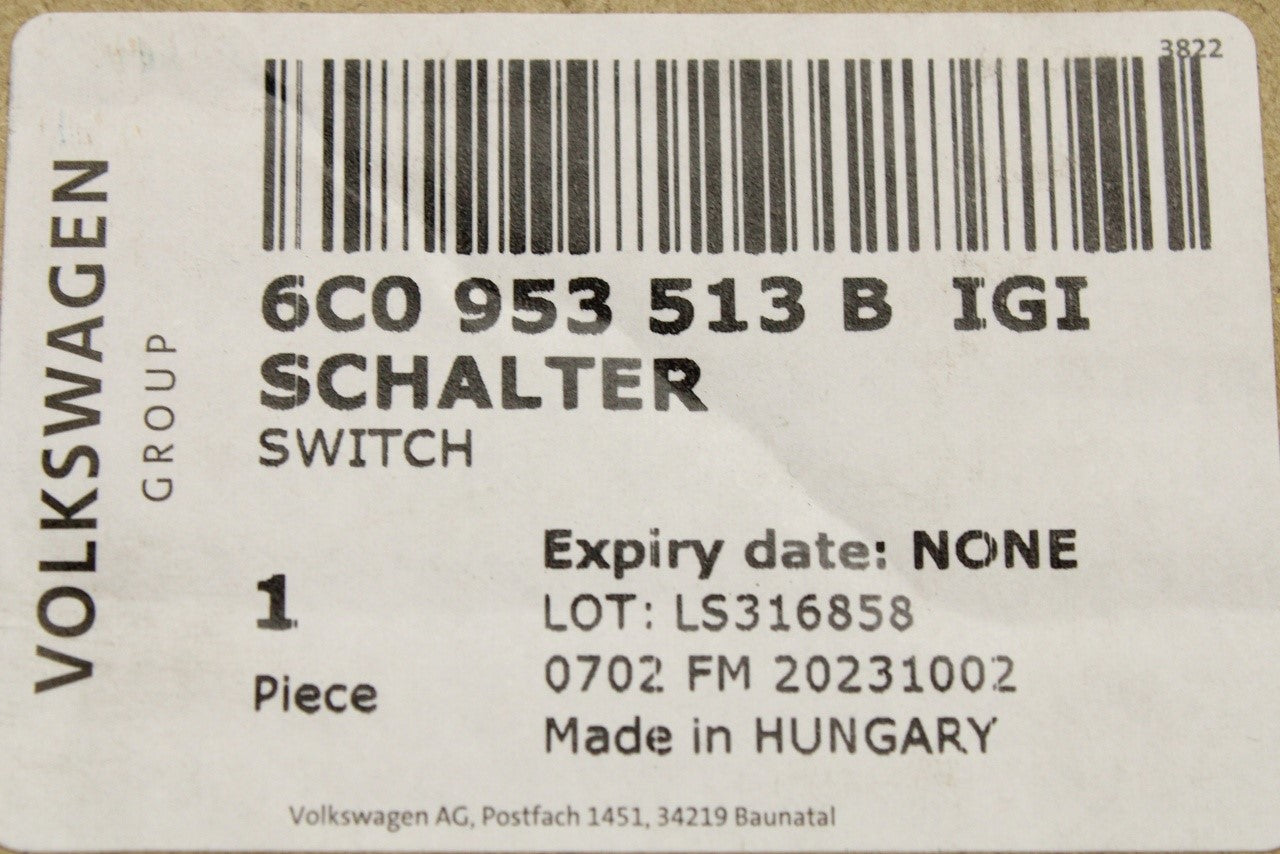 3822
VOLKSWAGEN
GROUP
6C0 953 513 B IGI
SCHALTER
SWITCH
1
Piece
Expiry date: NONE
LOT: LS316858
0702 FM 20231002
Made in HUNGARY
Volkswagen AG, Postfach 1451, 34219 Baunatal